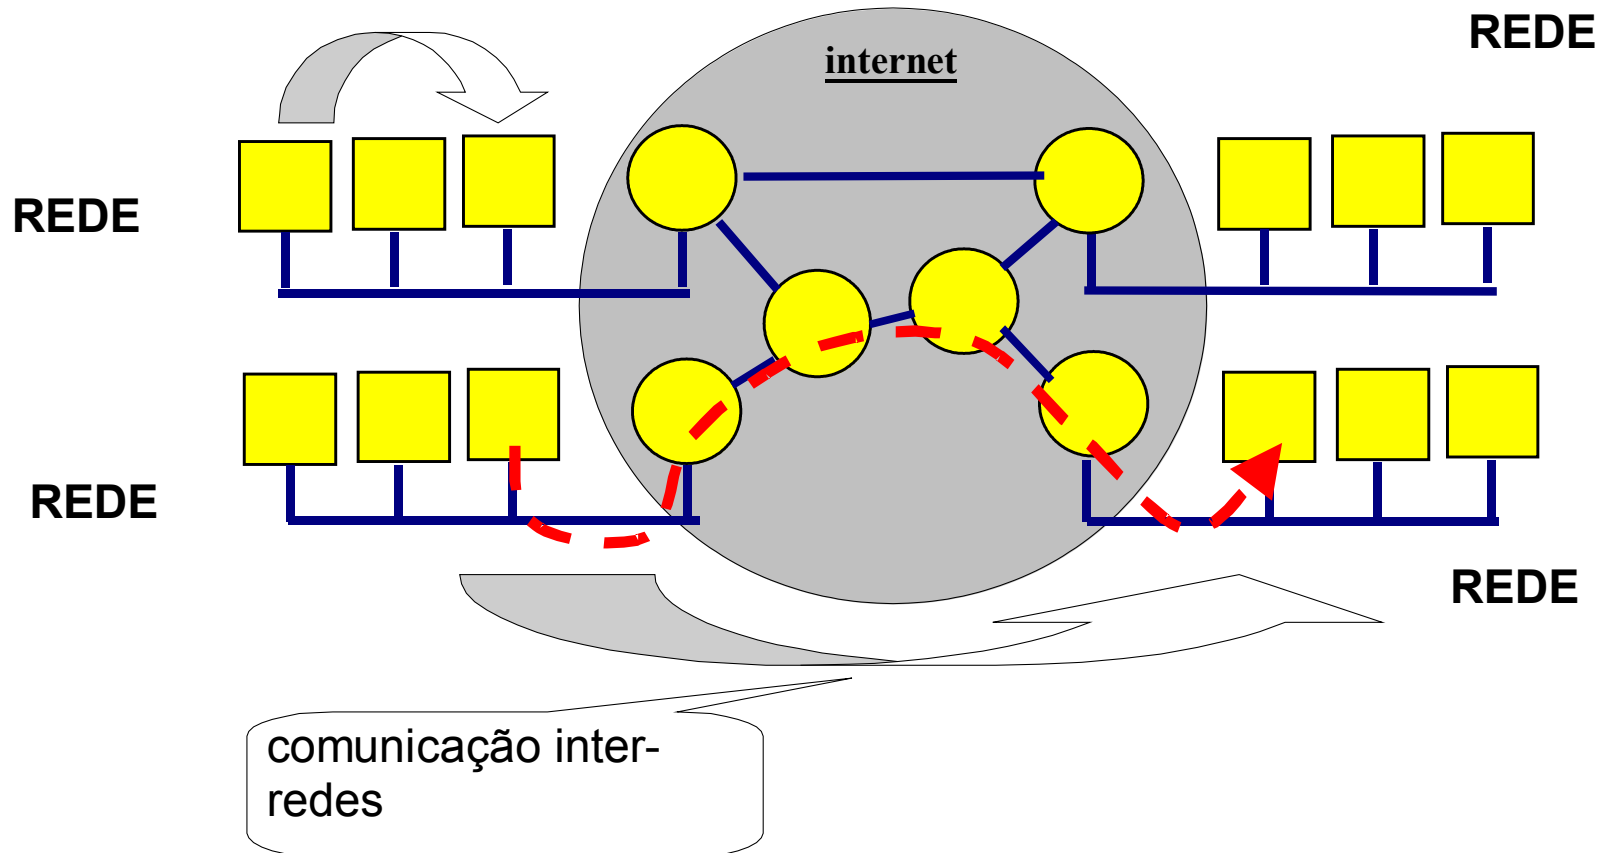 REDE
internet
REDE
REDE
REDE
comunicação inter-
redes